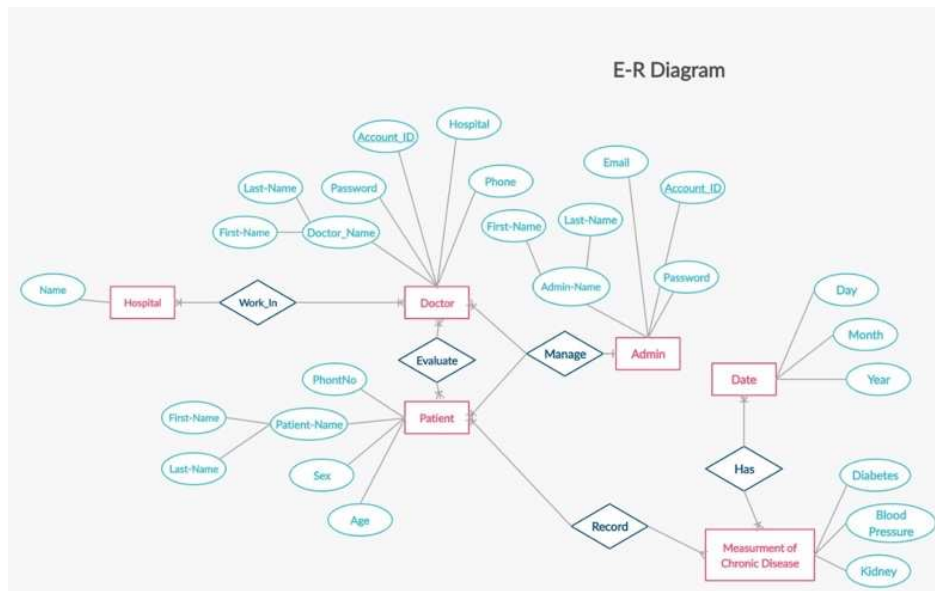 E-R Diagram
Hospital
Account_ID
Email
Last-Name
Password
Phone
Account_ID
First-Name
Doctor_Name
First-Name
Last-Name
Name
Hospital
Work_In
Doctor
Admin-Name
Password
Day
Evaluate
Manage
Admin
Month
PhontNo
Date
Year
First-Name
Patient-Name
Patient
Last-Name
Sex
Has
Diabetes
Age
Record
Blood
Pressure
Measurment of
Chronic Disease
Kidney